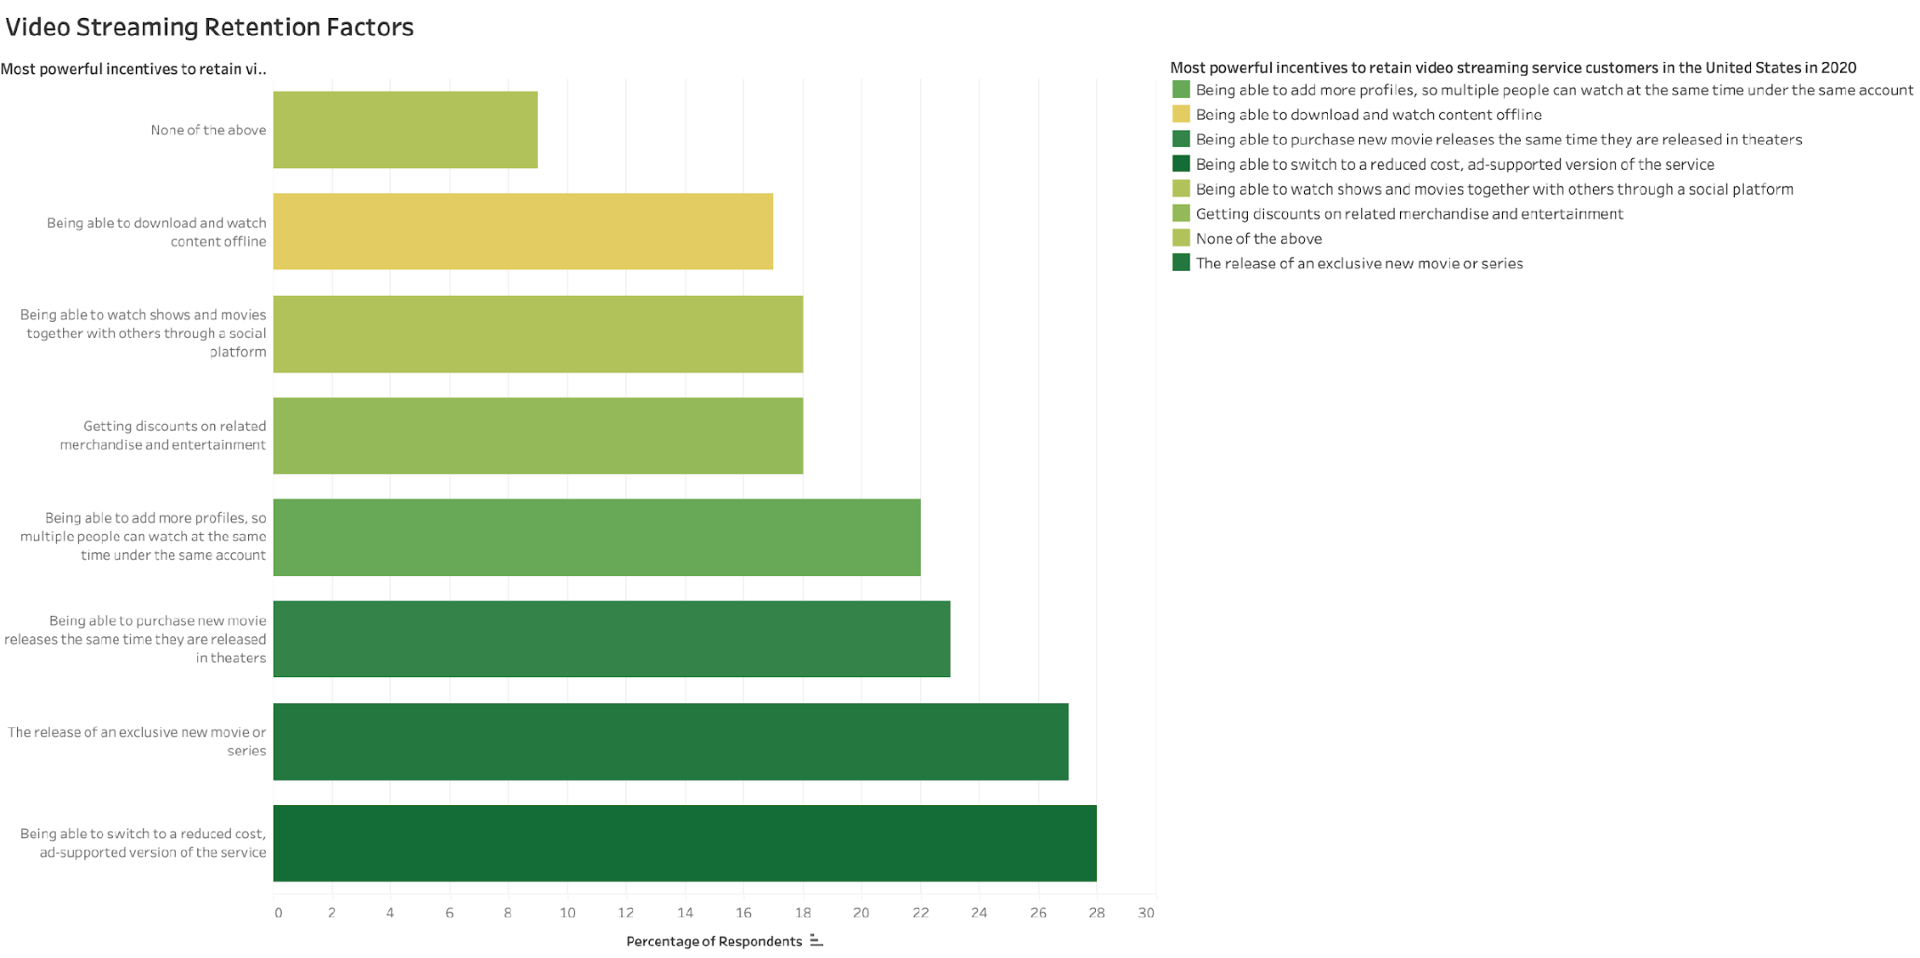 Video Streaming Retention Factors
Most powerful incentives to retain vi..
None of the above
Being able to download and watch
content offline
Being able to watch shows and movies
together with others through a social
platform
Getting discounts on related
merchandise and entertainment
Being able to add more profiles, so
multiple people can watch at the same
time under the same account
Being able to purchase new movie
releases the same time they are released
in theaters
The release of an exclusive new movie or
series
Being able to switch to a reduced cost,
ad-supported version of the service
0 2 4 6 8 10 12 14 16 18 20 22 24 26 28 30
Percentage of Respondents
Most powerful incentives to retain video streaming service customers in the United States in 2020
Being able to add more profiles, so multiple people can watch at the same time under the same account
Being able to download and watch content offline
Being able to purchase new movie releases the same time they are released in theaters
Being able to switch to a reduced cost, ad-supported version of the service
Being able to watch shows and movies together with others through a social platform
Getting discounts on related merchandise and entertainment
None of the above
The release of an exclusive new movie or series